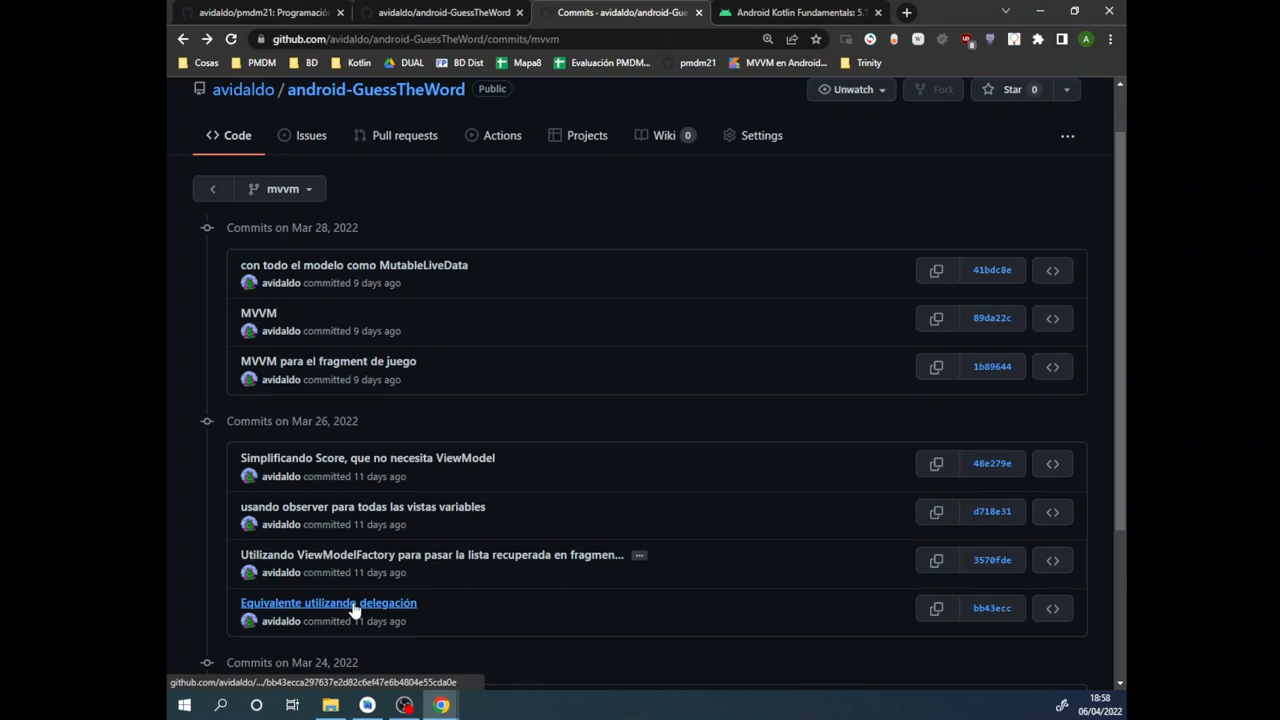 avidaldo/pmdm21: Programació
avidaldo/android-GuessTheWord
Commits · avidaldo/android-Gue
Android Kotlin Fundamentals: 5.1
github.com/avidaldo/android-GuessTheWord/commits/mvvm
Cosas PMDM BD Kotlin DUAL BD Dist Mapa8 Evaluación PMDM... pmdm21 MVVM en Android... Trinity
avidaldo / android-GuessTheWord Public
Unwatch Fork Star 0
Code Issues Pull requests Actions Projects Wiki 0 Settings
mvvm
Commits on Mar 28, 2022
con todo el modelo como MutableLiveData
avidaldo committed 9 days ago
41bdc8e
MVVM
avidaldo committed 9 days ago
89da22c
MVVM para el fragment de juego
avidaldo committed 9 days ago
1b89644
Commits on Mar 26, 2022
Simplificando Score, que no necesita ViewModel
avidaldo committed 11 days ago
48e279e
usando observer para todas las vistas variables
avidaldo committed 11 days ago
d718e31
Utilizando ViewModelFactory para pasar la lista recuperada en fragmen... ...
avidaldo committed 11 days ago
3570fde
Equivalente utilizando delegación
avidaldo committed 11 days ago
bb43ecc
Commits on Mar 24, 2022
github.com/avidaldo/.../bb43ecca297637e2d82c6ef47e6b4804e55cda0e
18:58
06/04/2022